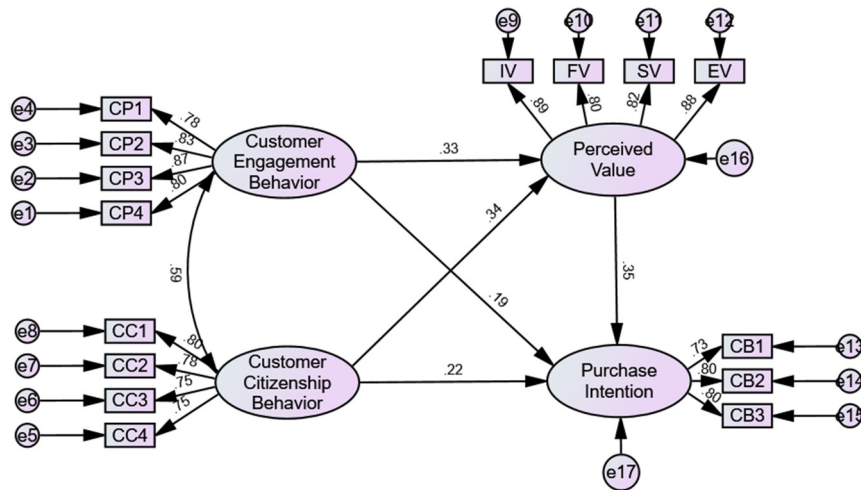 e9
e10
e11
e12
IV
FV
SV
EV
.89
.80
.82
.88
e4
CP1
.78
e3
CP2
.83
e2
CP3
.87
e1
CP4
.80
Customer
Engagement
Behavior
.33
Perceived
Value
e16
.34
.59
.19
.35
e8
CC1
.80
e7
CC2
.78
e6
CC3
.75
e5
CC4
.75
Customer
Citizenship
Behavior
.22
Purchase
Intention
.73
CB1
e13
.80
CB2
e14
.80
CB3
e15
e17